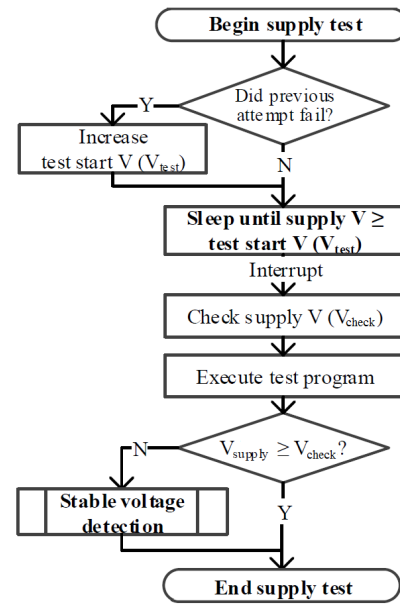 Begin supply test
Did previous
attempt fail?
Y
Increase
test start V (Vtest)
N
Sleep until supply V ≥
test start V (Vtest)
Interrupt
Check supply V (Vcheck)
Execute test program
Vsupply ≥ Vcheck?
N
Stable voltage
detection
Y
End supply test